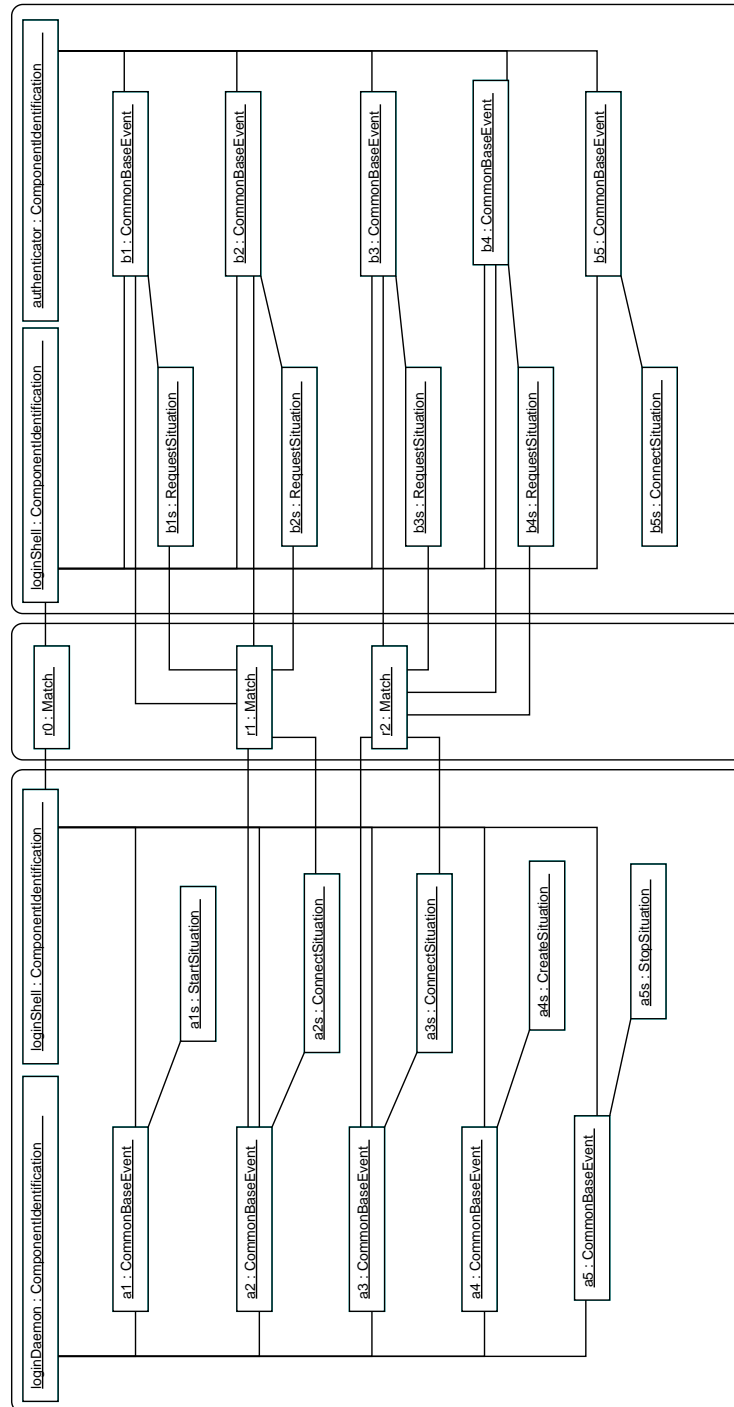 loginDaemon : ComponentIdentification
loginShell : ComponentIdentification
r0 : Match
loginShell : ComponentIdentification
authenticator : ComponentIdentification
a1 : CommonBaseEvent
a1s : StartSituation
b1s : RequestSituation
b1 : CommonBaseEvent
a2 : CommonBaseEvent
a2s : ConnectSituation
r1 : Match
b2s : RequestSituation
b2 : CommonBaseEvent
a3 : CommonBaseEvent
a3s : ConnectSituation
r2 : Match
b3s : RequestSituation
b3 : CommonBaseEvent
a4 : CommonBaseEvent
a4s : CreateSituation
b4s : RequestSituation
b4 : CommonBaseEvent
a5 : CommonBaseEvent
a5s : StopSituation
b5s : ConnectSituation
b5 : CommonBaseEvent